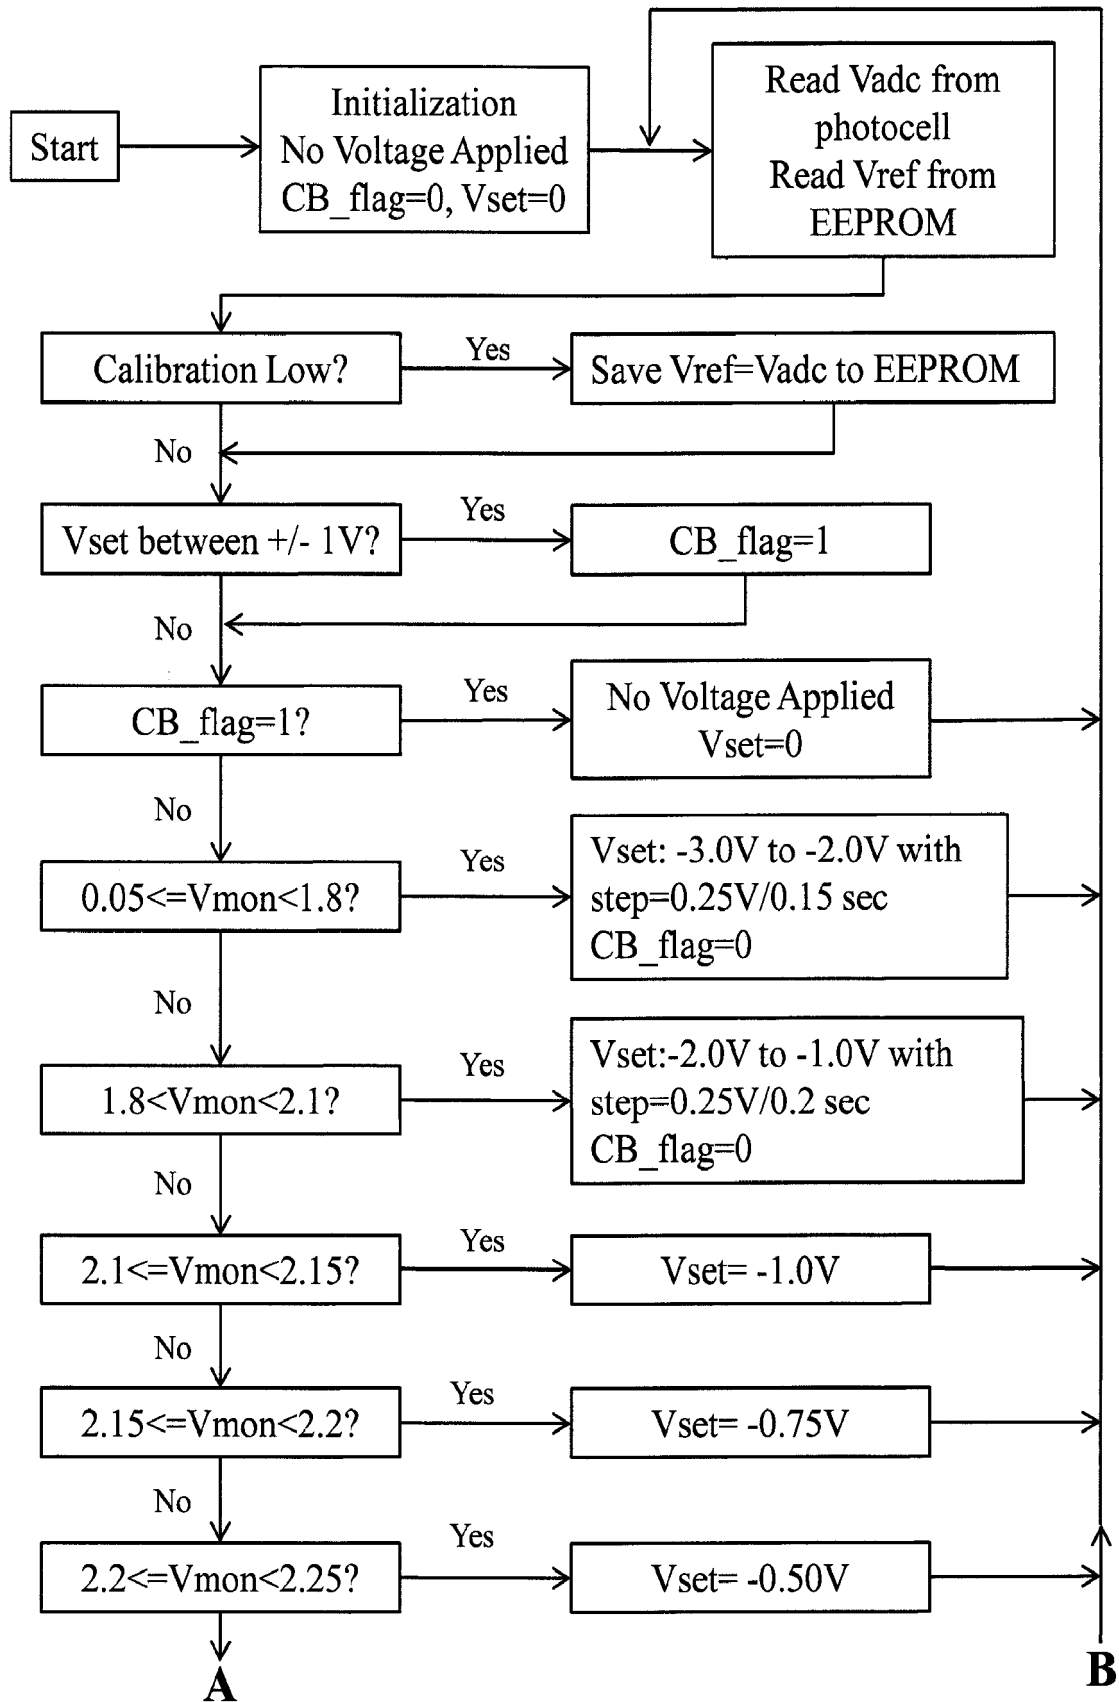 Start
Initialization
No Voltage Applied
CB_flag=0, Vset=0
Read Vadc from
photocell
Read Vref from
EEPROM
Calibration Low?
Yes
Save Vref=Vadc to EEPROM
No
Vset between +/- 1V?
Yes
CB_flag=1
No
CB_flag=1?
Yes
No Voltage Applied
Vset=0
No
0.05<=Vmon<1.8?
Yes
Vset: -3.0V to -2.0V with
step=0.25V/0.15 sec
CB_flag=0
No
1.8<Vmon<2.1?
Yes
Vset:-2.0V to -1.0V with
step=0.25V/0.2 sec
CB_flag=0
No
2.1<=Vmon<2.15?
Yes
Vset= -1.0V
No
2.15<=Vmon<2.2?
Yes
Vset= -0.75V
No
2.2<=Vmon<2.25?
Yes
Vset= -0.50V
A
B